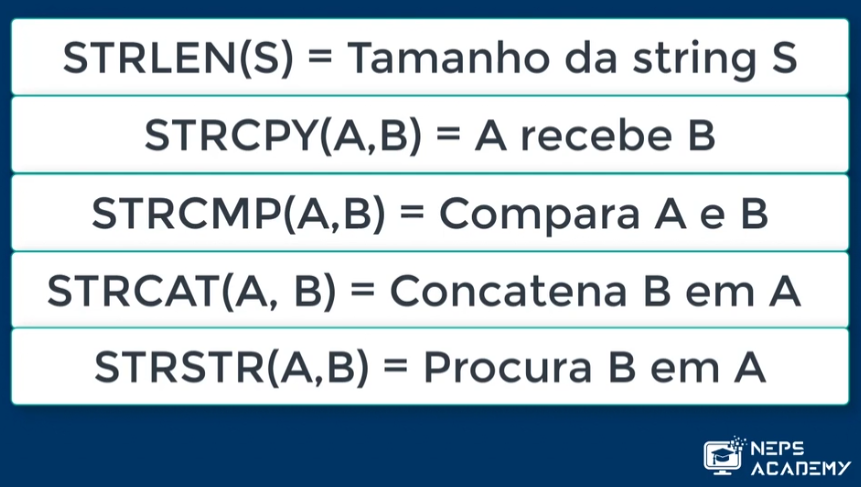 STRLEN(S) = Tamanho da string S
STRCPY(A,B) = A recebe B
STRCMP(A,B) = Compara A e B
STRCAT(A, B) = Concatena B em A
STRSTR(A,B) = Procura B em A
NEPS
ACADEMY